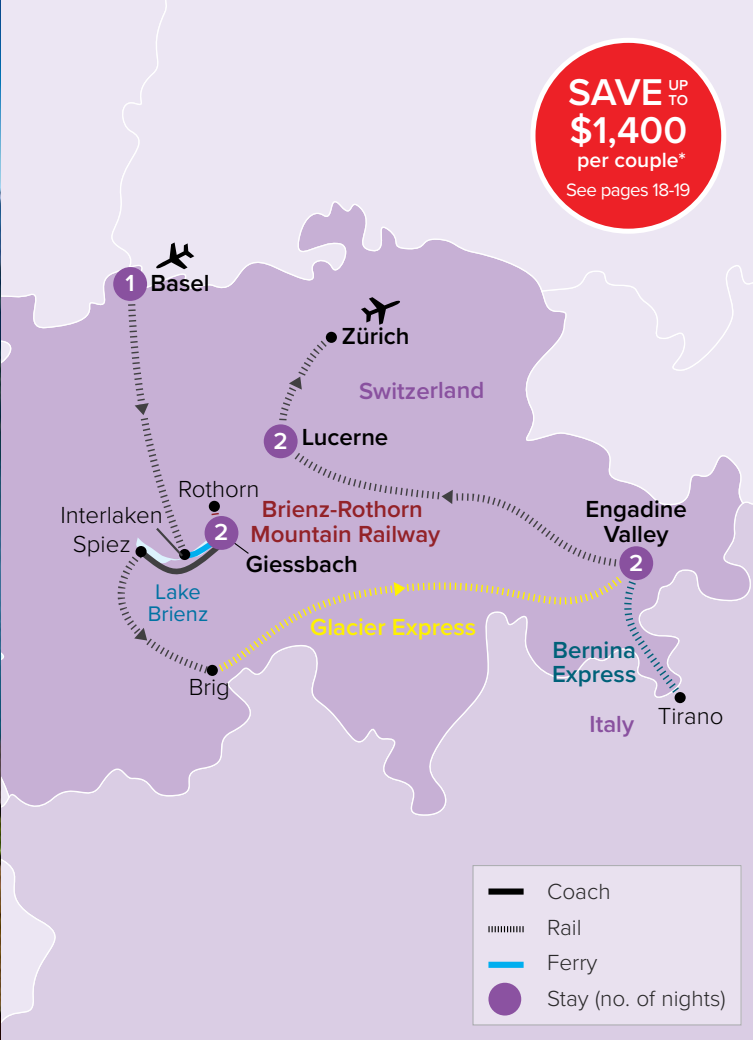 SAVE UP TO
$1,400
per couple*
See pages 18-19
1 Basel
Zürich
Switzerland
2 Lucerne
Rothorn
Interlaken
Spiez
2
Brienz-Rothorn
Mountain Railway
Giessbach
Lake
Brienz
Engadine
Valley
2
Glacier Express
Bernina
Express
Brig
Tirano
Italy
Coach
Rail
Ferry
Stay (no. of nights)